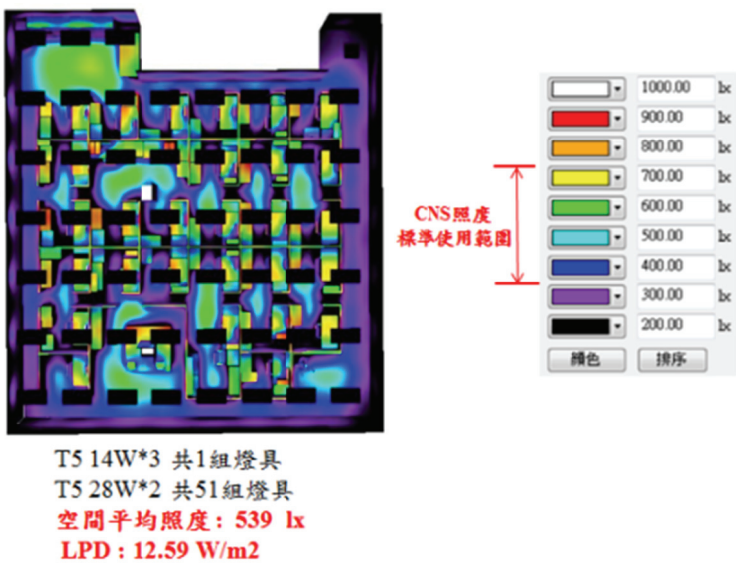 1000.00 lx
900.00 lx
800.00 lx
700.00 lx
600.00 lx
500.00 lx
400.00 lx
300.00 lx
200.00 lx
顏色 排序
CNS照度
標準使用範圍
T5 14W*3 共1組燈具
T5 28W*2 共51組燈具
空間平均照度: 539 lx
LPD : 12.59 W/m2